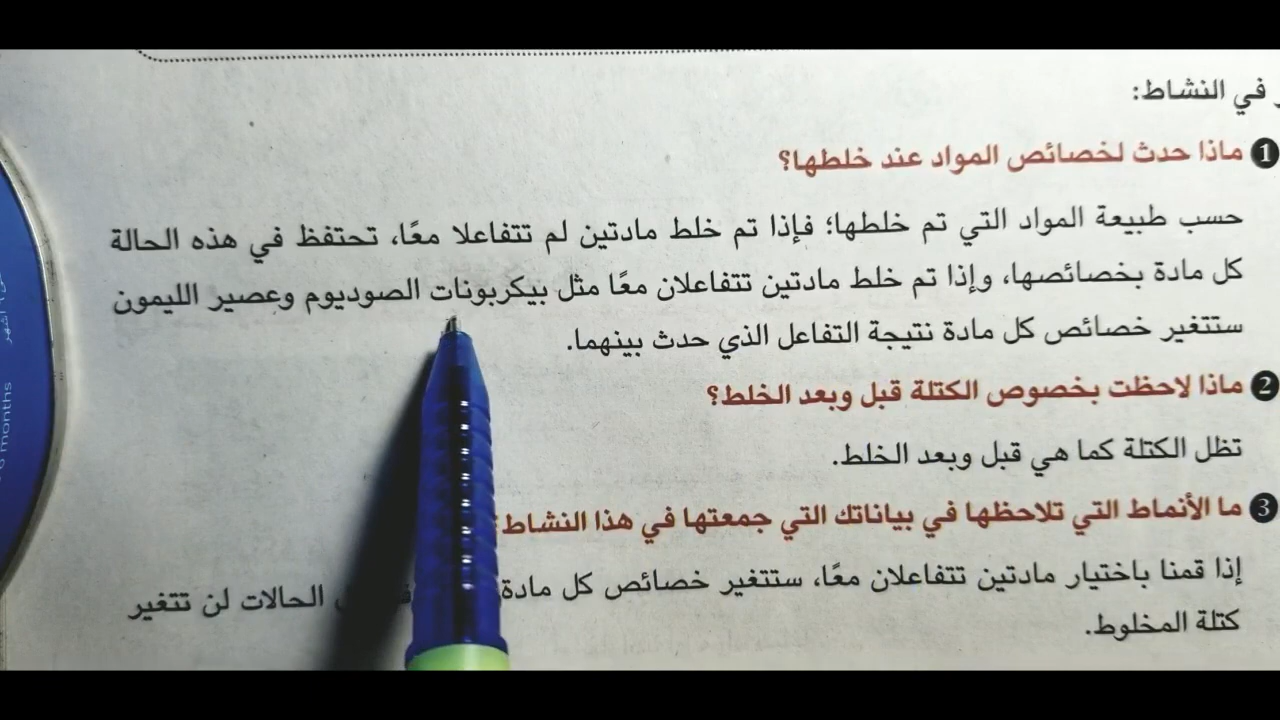 في النشاط:
1 ماذا حدث لخصائص المواد عند خلطها؟
حسب طبيعة المواد التي تم خلطها؛ فإذا تم خلط مادتين لم تتفاعلا معًا، تحتفظ في هذه الحالة
كل مادة بخصائصها، وإذا تم خلط مادتين تتفاعلان معًا مثل بيكربونات الصوديوم وعصير الليمون
ستتغير خصائص كل مادة نتيجة التفاعل الذي حدث بينهما.
2 ماذا لاحظت بخصوص الكتلة قبل وبعد الخلط؟
تظل الكتلة كما هي قبل وبعد الخلط.
3 ما الأنماط التي تلاحظها في بياناتك التي جمعتها في هذا النشاط
إذا قمنا باختيار مادتين تتفاعلان معًا، ستتغير خصائص كل مادة الحالات لن تتغير
كتلة المخلوط.
months